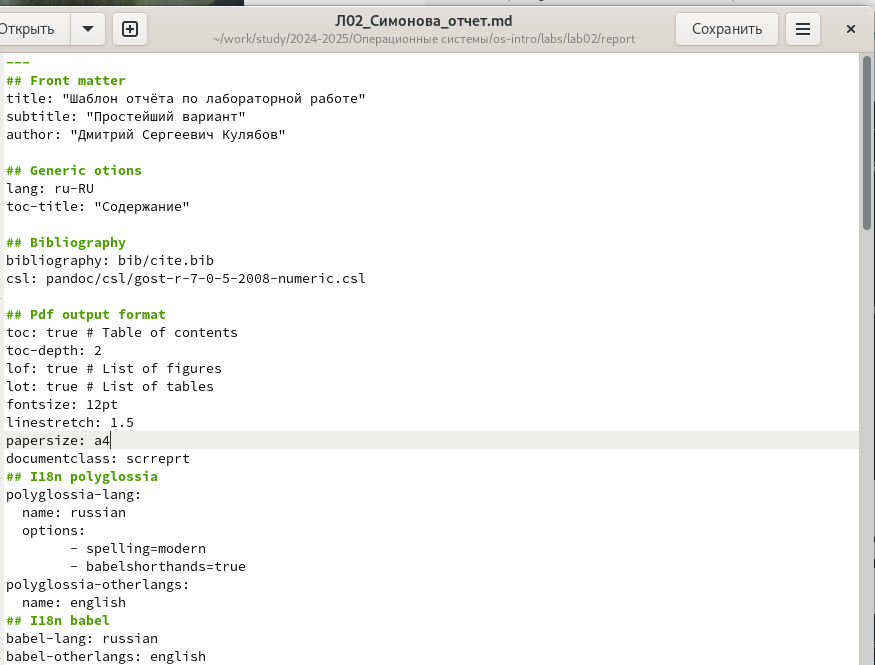 Открыть
Л02_Симонова_отчет.md
~/work/study/2024-2025/Операционные системы/os-intro/labs/lab02/report
Сохранить
---
## Front matter
title: "Шаблон отчёта по лабораторной работе"
subtitle: "Простейший вариант"
author: "Дмитрий Сергеевич Кулябов"
## Generic otions
lang: ru-RU
toc-title: "Содержание"
## Bibliography
bibliography: bib/cite.bib
csl: pandoc/csl/gost-r-7-0-5-2008-numeric.csl
## Pdf output format
toc: true # Table of contents
toc-depth: 2
lof: true # List of figures
lot: true # List of tables
fontsize: 12pt
linestretch: 1.5
papersize: a4
documentclass: scrreprt
## I18n polyglossia
polyglossia-lang:
  name: russian
  options:
	- spelling=modern
	- babelshorthands=true
polyglossia-otherlangs:
  name: english
## I18n babel
babel-lang: russian
babel-otherlangs: english